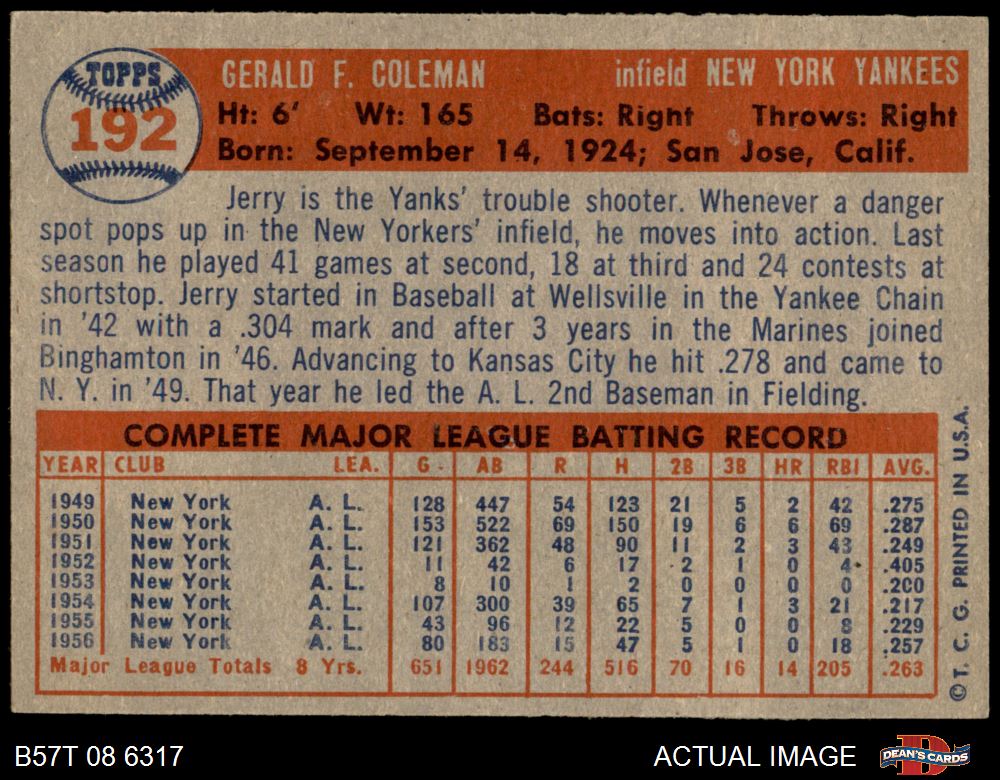 TOPPS
192
GERALD F. COLEMAN infield NEW YORK YANKEES
Ht: 6' Wt: 165 Bats: Right Throws: Right
Born: September 14, 1924; San Jose, Calif.
Jerry is the Yanks' trouble shooter. Whenever a danger
spot pops up in the New Yorkers' infield, he moves into action. Last
season he played 41 games at second, 18 at third and 24 contests at
shortstop. Jerry started in Baseball at Wellsville in the Yankee Chain
in '42 with a .304 mark and after 3 years in the Marines joined
Binghamton in '46. Advancing to Kansas City he hit .278 and came to
N. Y. in '49. That year he led the A. L. 2nd Baseman in Fielding.
COMPLETE MAJOR LEAGUE BATTING RECORD
YEAR CLUB LEA. G AB R H 2B 3B HR RBI AVG.
1949 New York A. L. 128 447 54 123 21 5 2 42 .275
1950 New York A. L. 153 522 69 150 19 6 6 69 .287
1951 New York A. L. 121 362 48 90 11 2 3 43 .249
1952 New York A. L. 11 42 6 17 2 1 0 4 .405
1953 New York A. L. 8 10 1 2 0 0 0 0 .200
1954 New York A. L. 107 300 39 65 7 1 3 21 .217
1955 New York A. L. 43 96 12 22 5 0 0 8 .229
1956 New York A. L. 80 183 15 47 5 1 0 18 .257
Major League Totals 8 Yrs. 651 1962 244 516 70 16 14 205 .263
© T. C. G. PRINTED IN U.S.A.
B57T 08 6317 ACTUAL IMAGE DEAN'S CARDS